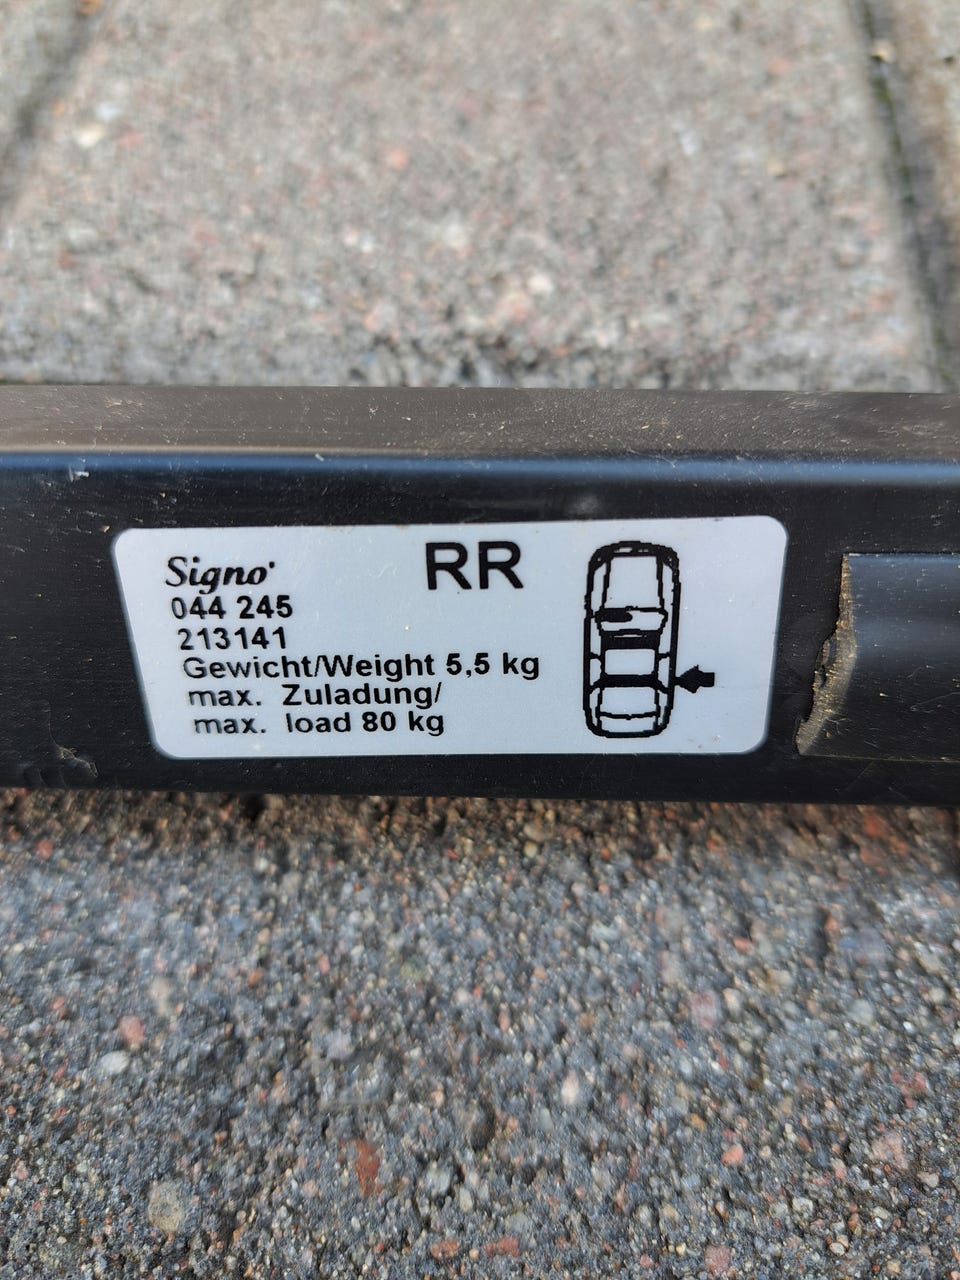 Signo
RR
044 245
213141
Gewicht/Weight 5,5 kg
max. Zuladung/
max. load 80 kg